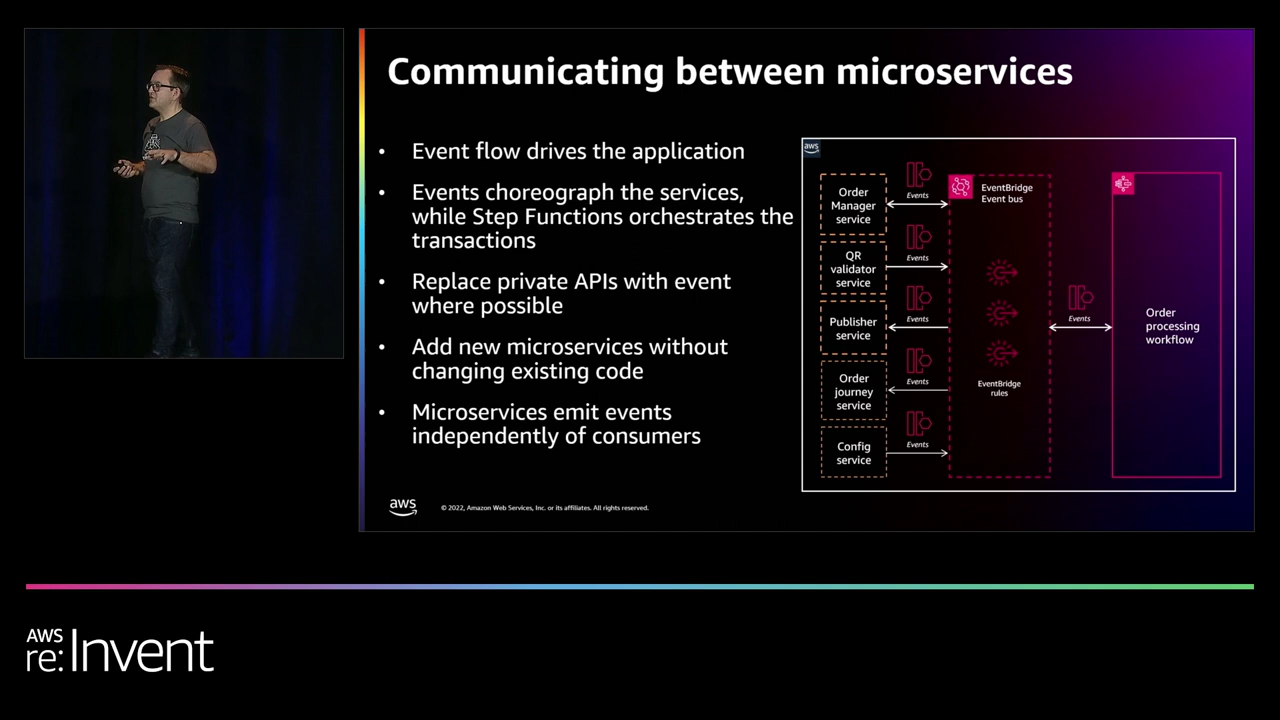 Communicating between microservices
• Event flow drives the application
• Events choreograph the services,
while Step Functions orchestrates the
transactions
• Replace private APIs with event
where possible
• Add new microservices without
changing existing code
• Microservices emit events
independently of consumers
aws
Order
Manager
service
Events
QR
validator
service
Events
Publisher
service
Events
Order
journey
service
Events
Config
service
Events
EventBridge
Event bus
EventBridge
rules
Events
Order
processing
workflow
aws
© 2022, Amazon Web Services, Inc. or its affiliates. All rights reserved.
AWS
re:Invent